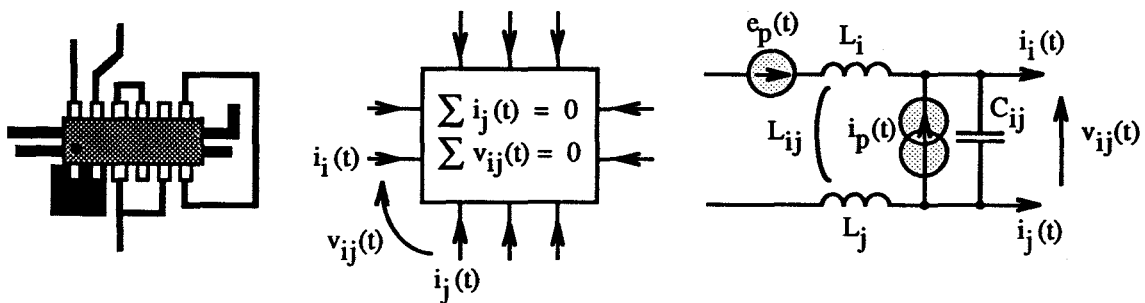 ∑ i_j(t) = 0
∑ v_ij(t) = 0
i_i(t)
v_ij(t)
i_j(t)
e_p(t)
L_i
i_i(t)
L_ij
i_p(t)
C_ij
v_ij(t)
L_j
i_j(t)